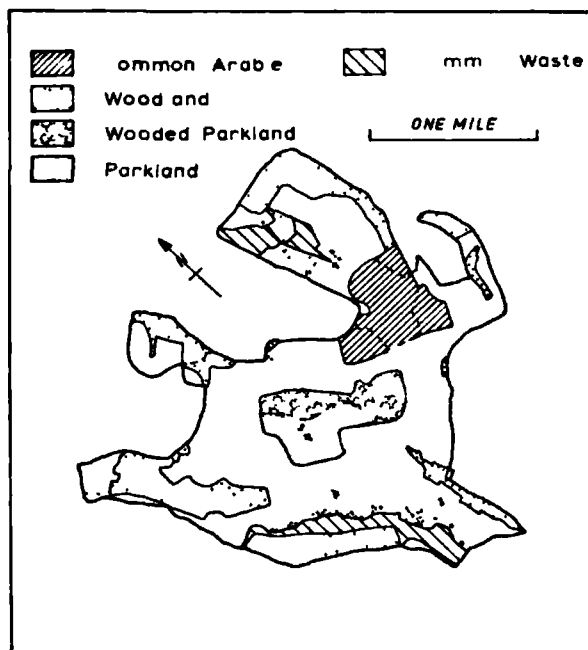 ommon Arab e
mm Waste
Wood and
Wooded Parkland
ONE MILE
Parkland
N